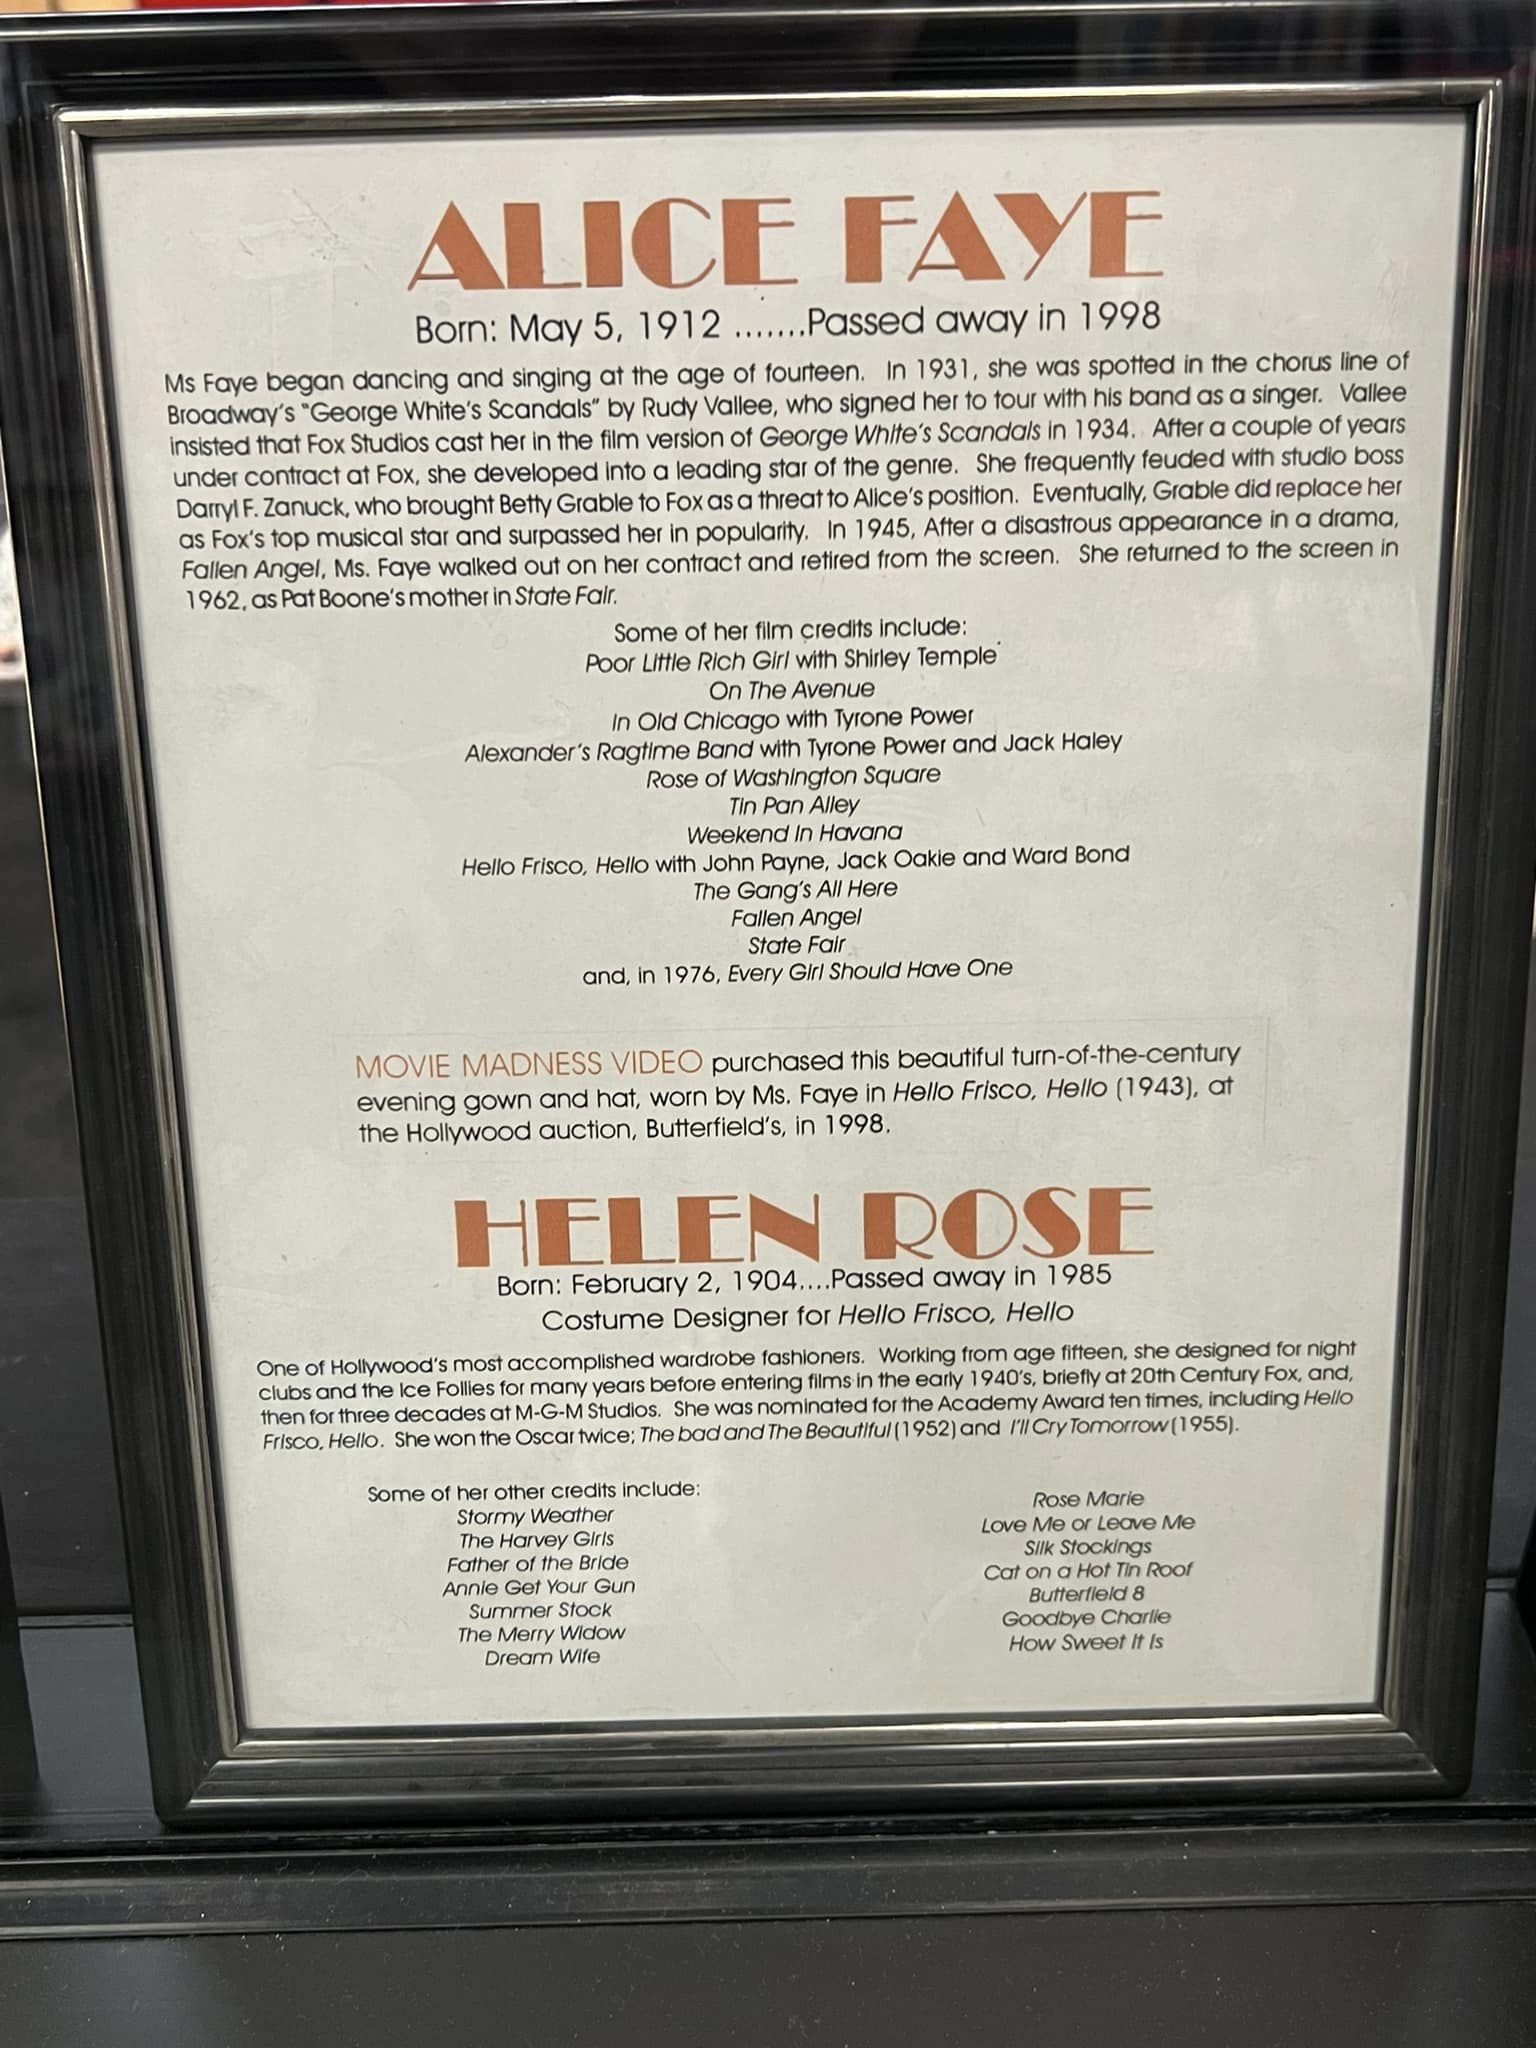 ALICE FAYE
Born: May 5, 1912 .......Passed away in 1998
Ms Faye began dancing and singing at the age of fourteen. In 1931, she was spotted in the chorus line of
Broadway's "George White's Scandals" by Rudy Vallee, who signed her to tour with his band as a singer. Vallee
insisted that Fox Studios cast her in the film version of George White's Scandals in 1934. After a couple of years
under contract at Fox, she developed into a leading star of the genre. She frequently feuded with studio boss
Darryl F. Zanuck, who brought Betty Grable to Fox as a threat to Alice's position. Eventually, Grable did replace her
as Fox's top musical star and surpassed her in popularity. In 1945, After a disastrous appearance in a drama,
Fallen Angel, Ms. Faye walked out on her contract and retired from the screen. She returned to the screen in
1962, as Pat Boone's mother in State Fair.
Some of her film credits include:
Poor Little Rich Girl with Shirley Temple
On The Avenue
In Old Chicago with Tyrone Power
Alexander's Ragtime Band with Tyrone Power and Jack Haley
Rose of Washington Square
Tin Pan Alley
Weekend In Havana
Hello Frisco, Hello with John Payne, Jack Oakie and Ward Bond
The Gang's All Here
Fallen Angel
State Fair
and, in 1976, Every Girl Should Have One
MOVIE MADNESS VIDEO purchased this beautiful turn-of-the-century
evening gown and hat, worn by Ms. Faye in Hello Frisco, Hello (1943), at
the Hollywood auction, Butterfield's, in 1998.
HELEN ROSE
Born: February 2, 1904....Passed away in 1985
Costume Designer for Hello Frisco, Hello
One of Hollywood's most accomplished wardrobe fashioners. Working from age fifteen, she designed for night
clubs and the Ice Follies for many years before entering films in the early 1940's, briefly at 20th Century Fox, and,
then for three decades at M-G-M Studios. She was nominated for the Academy Award ten times, including Hello
Frisco, Hello. She won the Oscar twice; The bad and The Beautiful (1952) and I'll Cry Tomorrow (1955).
Some of her other credits include:
Stormy Weather
The Harvey Girls
Father of the Bride
Annie Get Your Gun
Summer Stock
The Merry Widow
Dream Wife
Rose Marie
Love Me or Leave Me
Silk Stockings
Cat on a Hot Tin Roof
Butterfield 8
Goodbye Charlie
How Sweet It Is